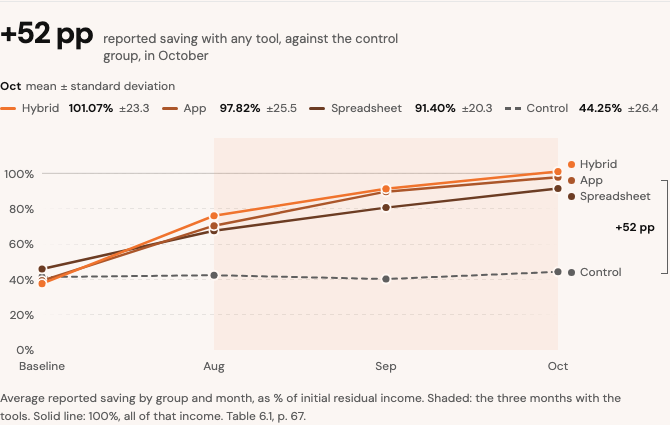 +52 pp reported saving with any tool, against the control
group, in October
Oct mean ± standard deviation
Hybrid 101.07% ±23.3 App 97.82% ±25.5 Spreadsheet 91.40% ±20.3 Control 44.25% ±26.4
100%
80%
60%
40%
20%
0%
Hybrid
App
Spreadsheet
+52 pp
Control
Baseline Aug Sep Oct
Average reported saving by group and month, as % of initial residual income. Shaded: the three months with the
tools. Solid line: 100%, all of that income. Table 6.1, p. 67.